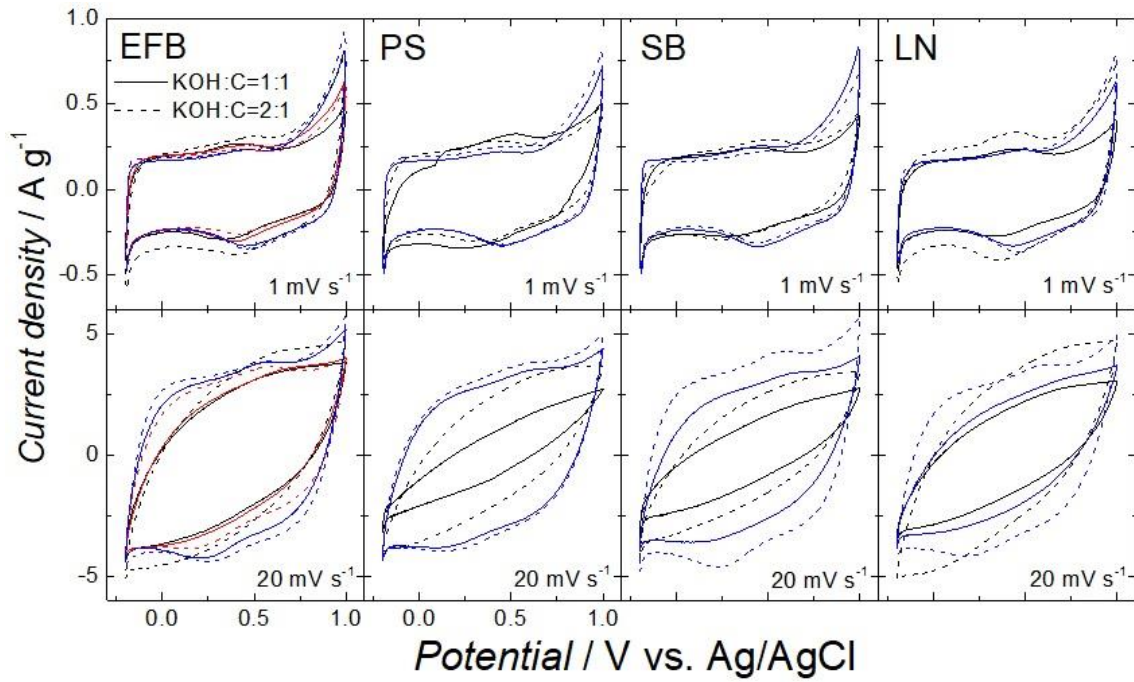 EFB
PS
SB
LN
KOH:C=1:1
KOH:C=2:1
1.0
0.5
0.0
-0.5
1 mV s⁻¹
1 mV s⁻¹
1 mV s⁻¹
1 mV s⁻¹
Current density / A g⁻¹
5
0
-5
20 mV s⁻¹
20 mV s⁻¹
20 mV s⁻¹
20 mV s⁻¹
0.0 0.5 1.0 0.0 0.5 1.0
Potential / V vs. Ag/AgCl